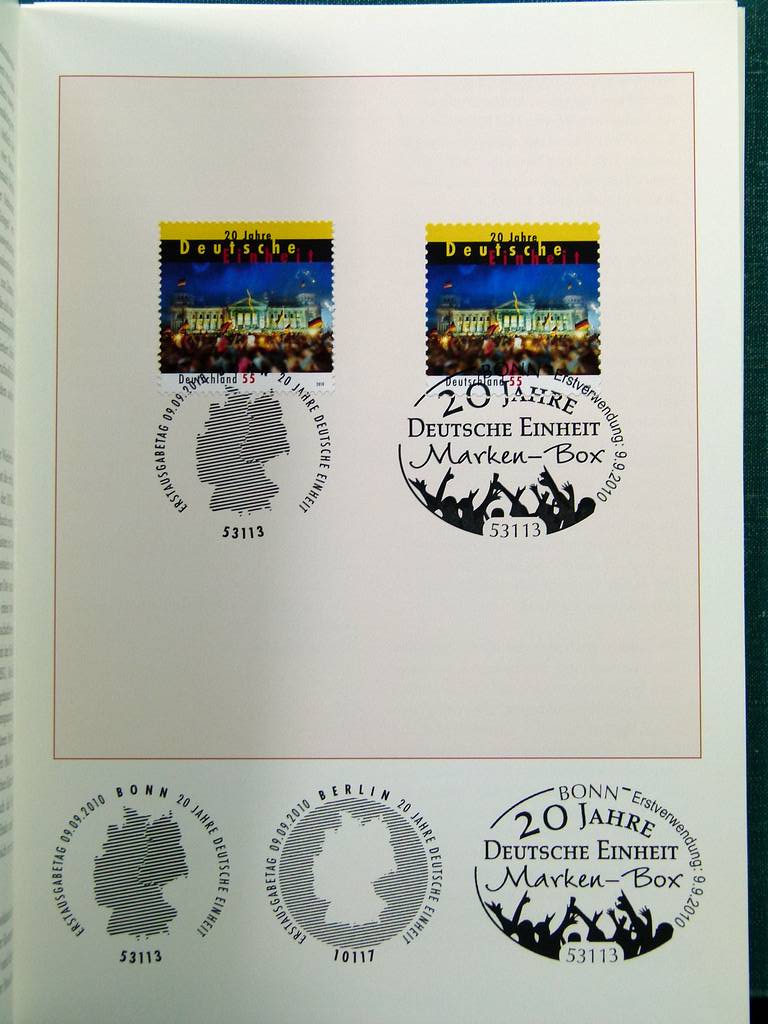 20 Jahre
Deutsche
Einheit
Deutschland 55
2010
20 Jahre
Deutsche
Einheit
Deutschland 55
ERSTAUSGABETAG 09.09.2010 BONN 20 JAHRE DEUTSCHE EINHEIT
53113
BONN Erstverwendung: 9.9.2010
20 JAHRE
DEUTSCHE EINHEIT
Marken-Box
53113
ERSTAUSGABETAG 09.09.2010 BONN 20 JAHRE DEUTSCHE EINHEIT
53113
ERSTAUSGABETAG 09.09.2010 BERLIN 20 JAHRE DEUTSCHE EINHEIT
10117
BONN Erstverwendung: 9.9.2010
20 JAHRE
DEUTSCHE EINHEIT
Marken-Box
53113